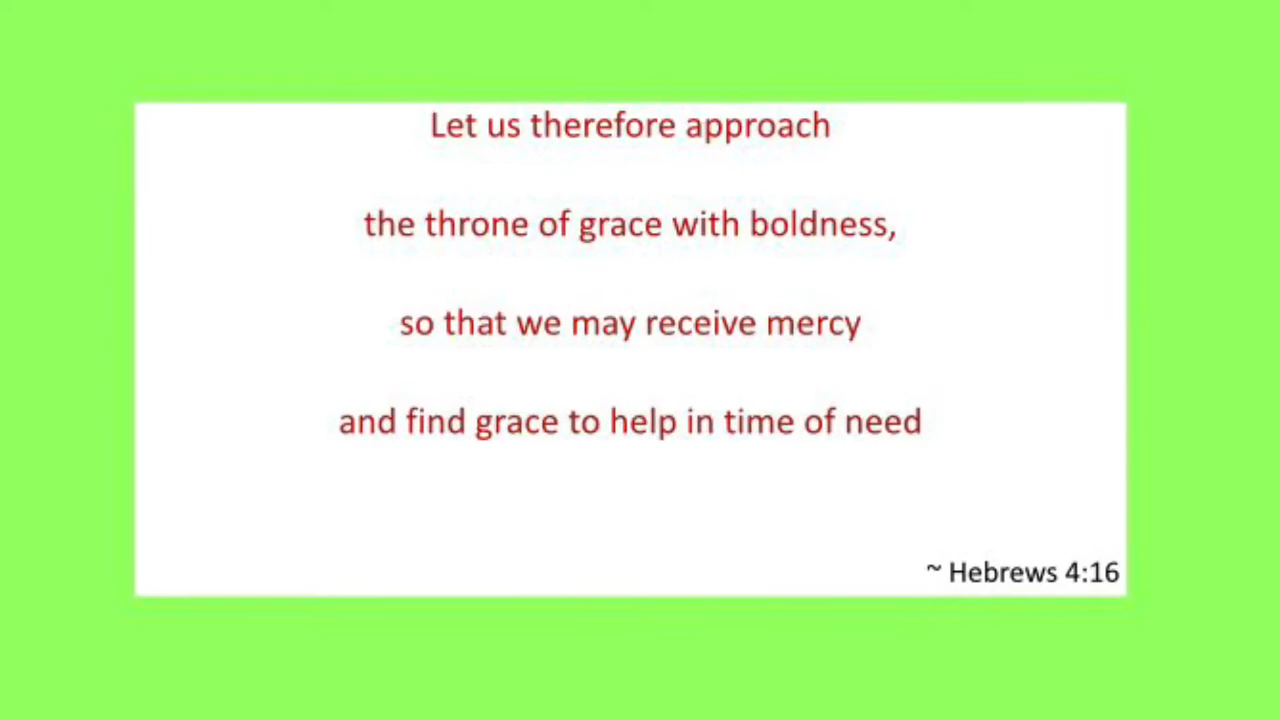 Let us therefore approach
the throne of grace with boldness,
so that we may receive mercy
and find grace to help in time of need
~ Hebrews 4:16